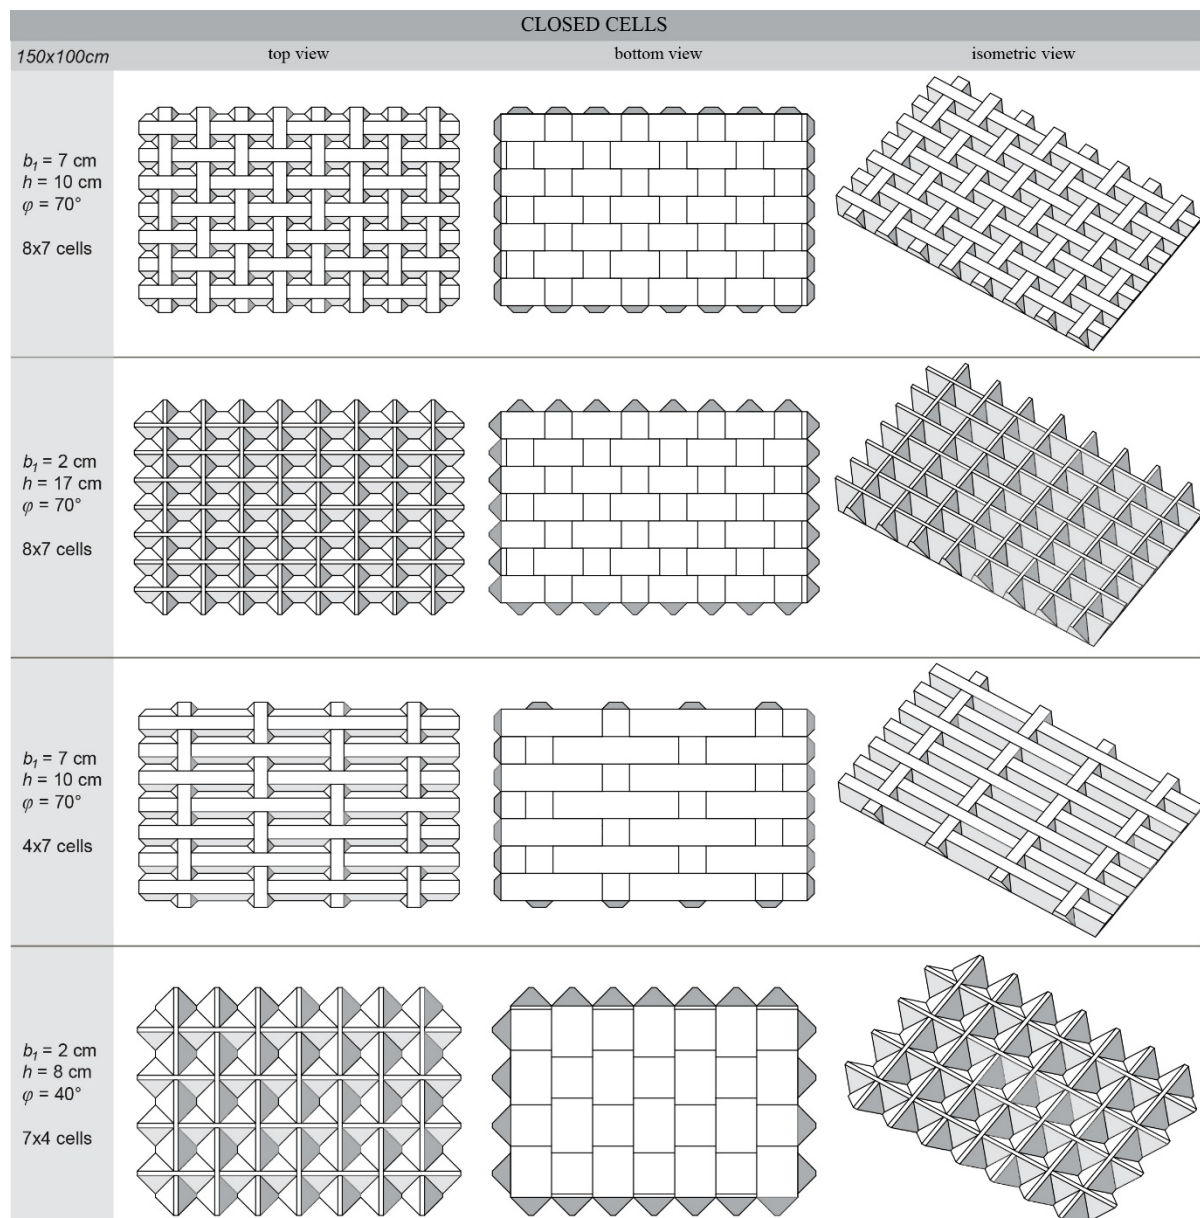 CLOSED CELLS
150x100cm top view bottom view isometric view
b₁ = 7 cm
h = 10 cm
φ = 70°
8x7 cells
b₁ = 2 cm
h = 17 cm
φ = 70°
8x7 cells
b₁ = 7 cm
h = 10 cm
φ = 70°
4x7 cells
b₁ = 2 cm
h = 8 cm
φ = 40°
7x4 cells